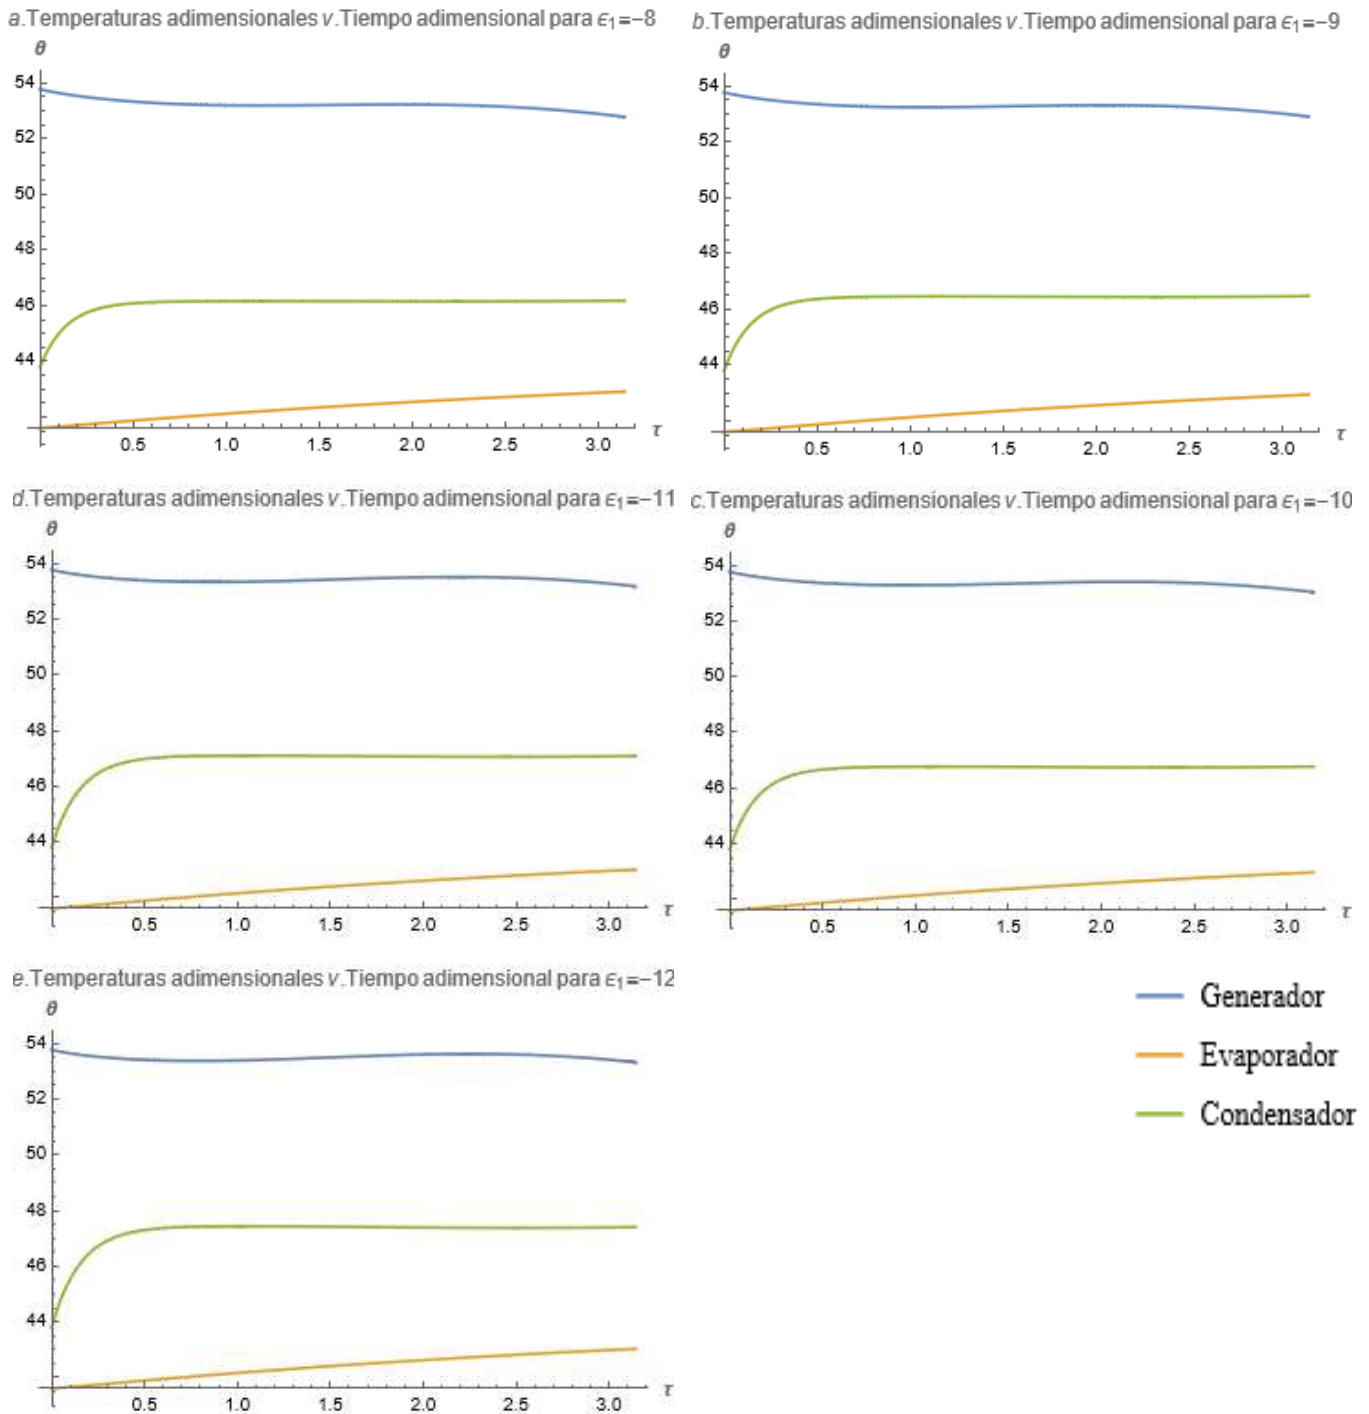 a.Temperaturas adimensionales v.Tiempo adimensional para ϵ₁=−8
θ
54
52
50
48
46
44
0.5 1.0 1.5 2.0 2.5 3.0 τ
b.Temperaturas adimensionales v.Tiempo adimensional para ϵ₁=−9
θ
54
52
50
48
46
44
0.5 1.0 1.5 2.0 2.5 3.0 τ
d.Temperaturas adimensionales v.Tiempo adimensional para ϵ₁=−11
θ
54
52
50
48
46
44
0.5 1.0 1.5 2.0 2.5 3.0 τ
c.Temperaturas adimensionales v.Tiempo adimensional para ϵ₁=−10
θ
54
52
50
48
46
44
0.5 1.0 1.5 2.0 2.5 3.0 τ
e.Temperaturas adimensionales v.Tiempo adimensional para ϵ₁=−12
θ
54
52
50
48
46
44
0.5 1.0 1.5 2.0 2.5 3.0 τ
Generador
Evaporador
Condensador